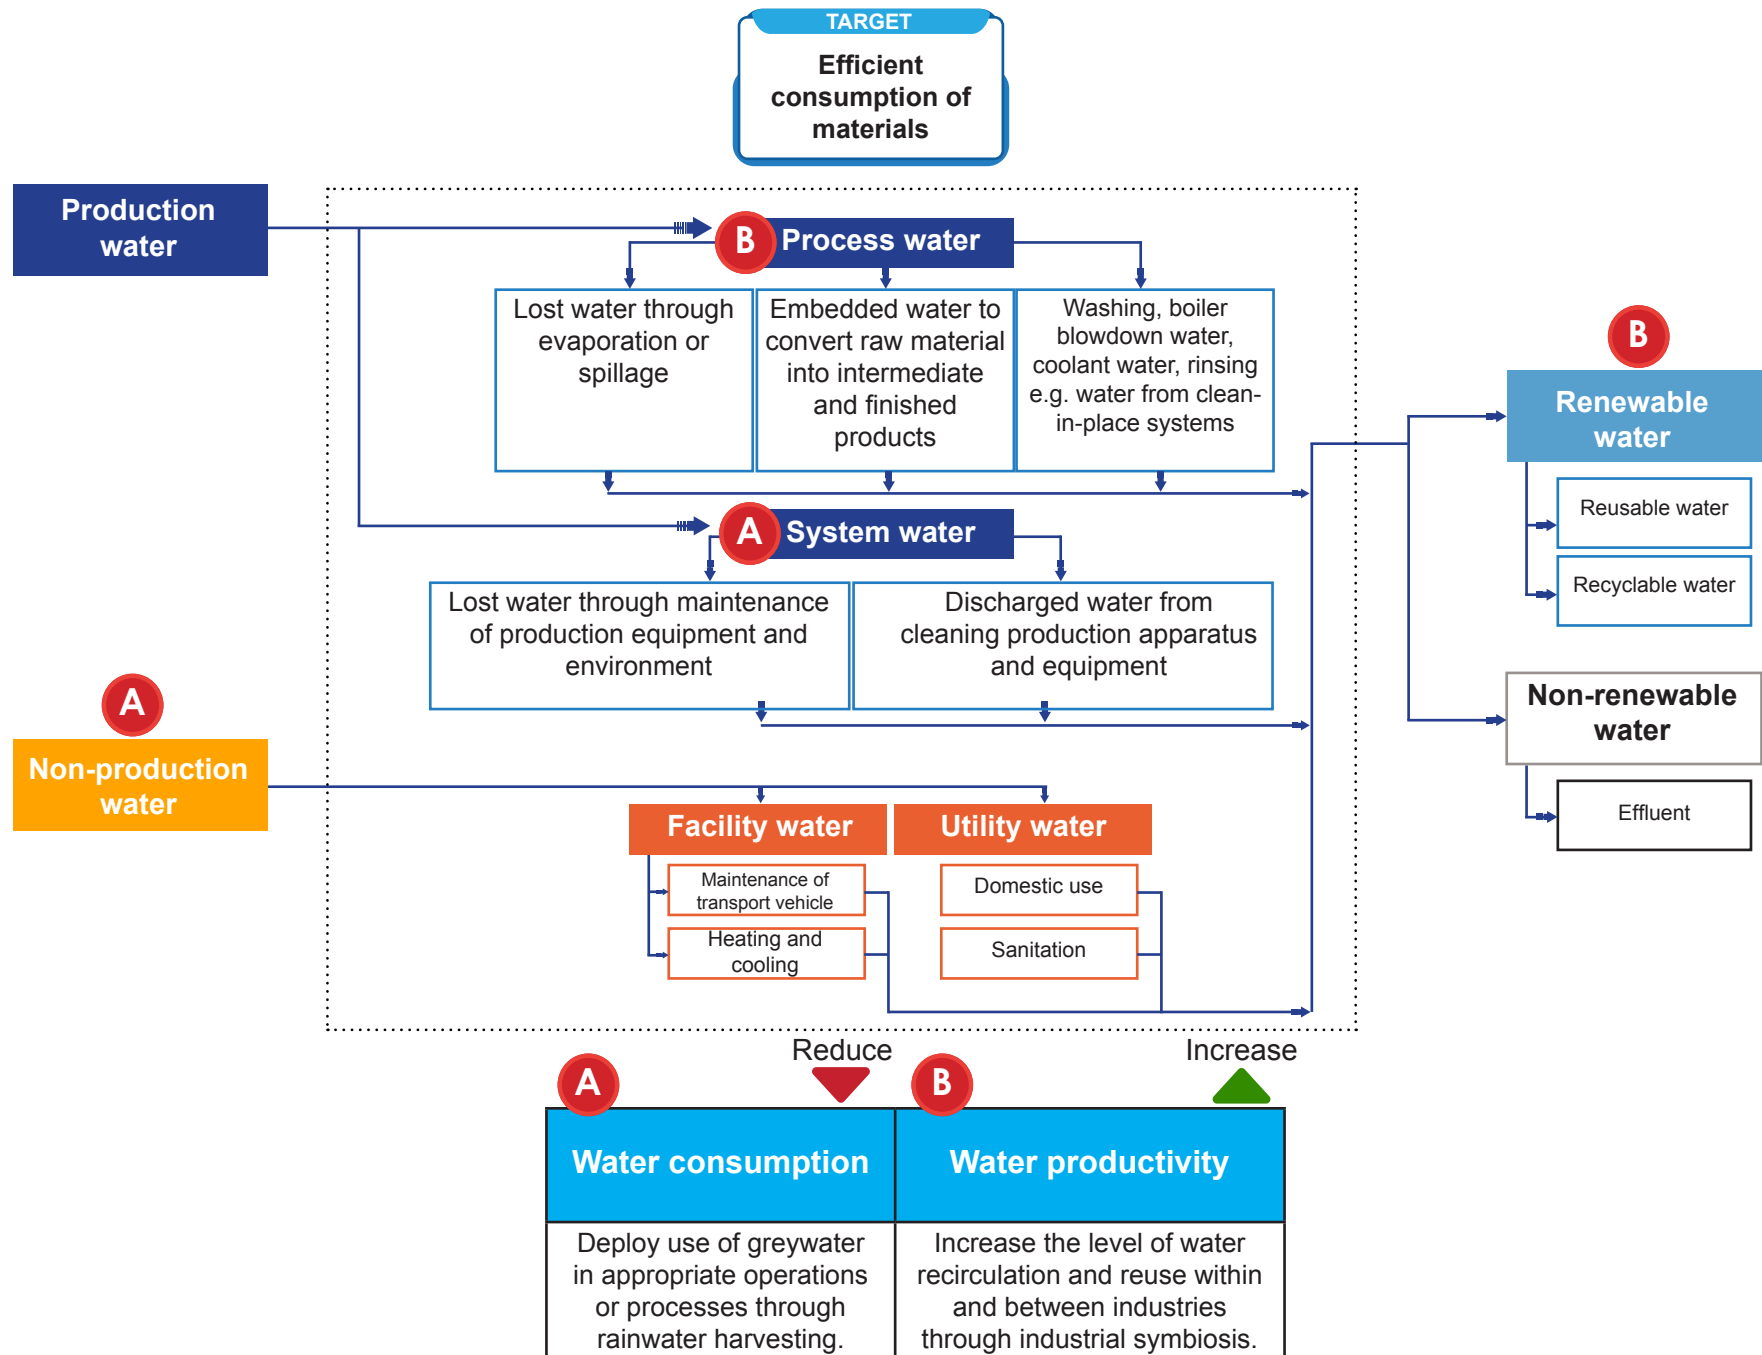 TARGET
Efficient
consumption of
materials
Production
water
B
Process water
Lost water through
evaporation or
spillage
Embedded water to
convert raw material
into intermediate
and finished
products
Washing, boiler
blowdown water,
coolant water, rinsing
e.g. water from clean-
in-place systems
A
System water
Lost water through maintenance
of production equipment and
environment
Discharged water from
cleaning production apparatus
and equipment
A
Non-production
water
Facility water
Maintenance of
transport vehicle
Heating and
cooling
Utility water
Domestic use
Sanitation
B
Renewable
water
Reusable water
Recyclable water
Non-renewable
water
Effluent
A
Reduce
B
Increase
Water consumption
Water productivity
Deploy use of greywater
in appropriate operations
or processes through
rainwater harvesting.
Increase the level of water
recirculation and reuse within
and between industries
through industrial symbiosis.